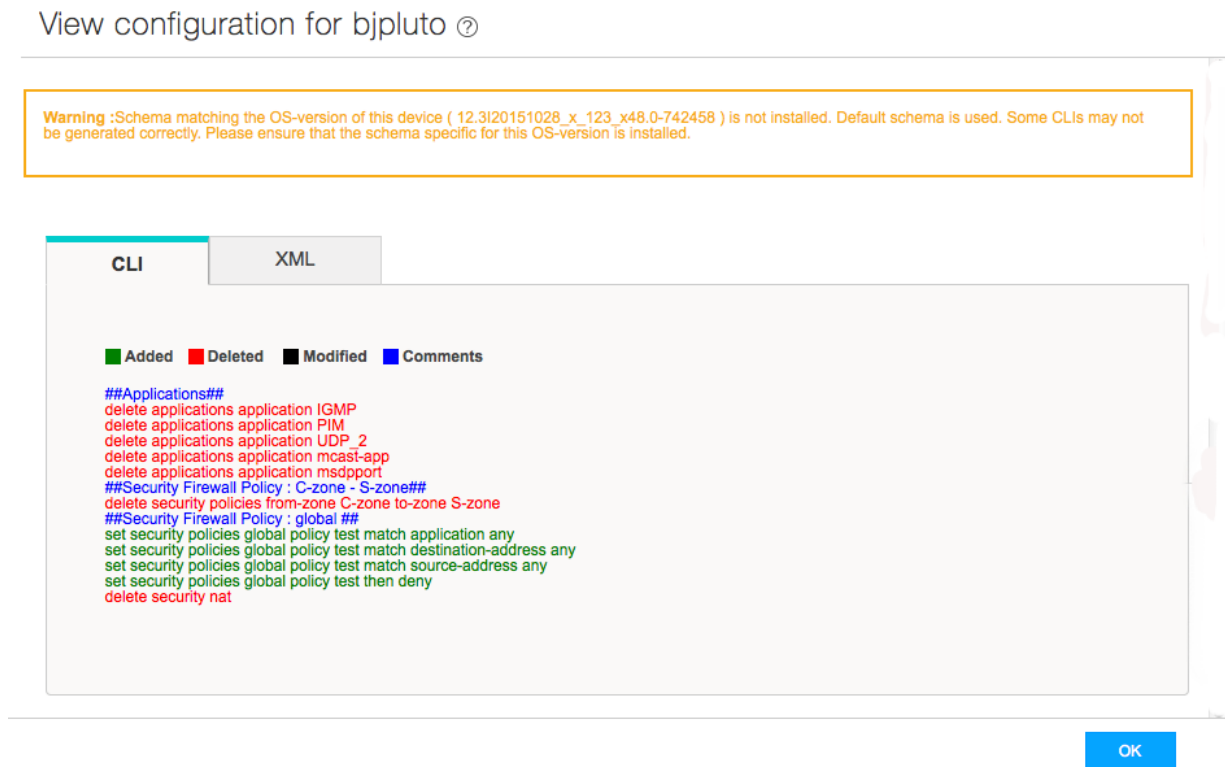 View configuration for bjpluto ?
Warning :Schema matching the OS-version of this device ( 12.3I20151028_x_123_x48.0-742458 ) is not installed. Default schema is used. Some CLIs may not
be generated correctly. Please ensure that the schema specific for this OS-version is installed.
CLI
XML
Added Deleted Modified Comments
##Applications##
delete applications application IGMP
delete applications application PIM
delete applications application UDP_2
delete applications application mcast-app
delete applications application msdpport
##Security Firewall Policy : C-zone - S-zone##
delete security policies from-zone C-zone to-zone S-zone
##Security Firewall Policy : global ##
set security policies global policy test match application any
set security policies global policy test match destination-address any
set security policies global policy test match source-address any
set security policies global policy test then deny
delete security nat
OK